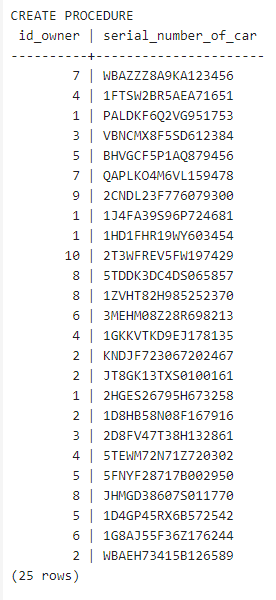 CREATE PROCEDURE
 id_owner | serial_number_of_car
----------+----------------------
        7 | WBAZZZ8A9KA123456
        4 | 1FTSW2BR5AEA71651
        1 | PALDKF6Q2VG951753
        3 | VBNCMX8F5SD612384
        5 | BHVGCF5P1AQ879456
        7 | QAPLKO4M6VL159478
        9 | 2CNDL23F776079300
        1 | 1J4FA39S96P724681
        1 | 1HD1FHR19WY603454
       10 | 2T3WFREV5FW197429
        8 | 5TDDK3DC4DS065857
        8 | 1ZVHT82H985252370
        6 | 3MEHM08Z28R698213
        4 | 1GKKVTKD9EJ178135
        2 | KNDJF723067202467
        2 | JT8GK13TXS0100161
        1 | 2HGES26795H673258
        2 | 1D8HB58N08F167916
        3 | 2D8FV47T38H132861
        4 | 5TEWM72N71Z720302
        5 | 5FNYF28717B002950
        8 | JHMGD38607S011770
        5 | 1D4GP45RX6B572542
        6 | 1G8AJ55F36Z176244
        2 | WBAEH73415B126589
(25 rows)